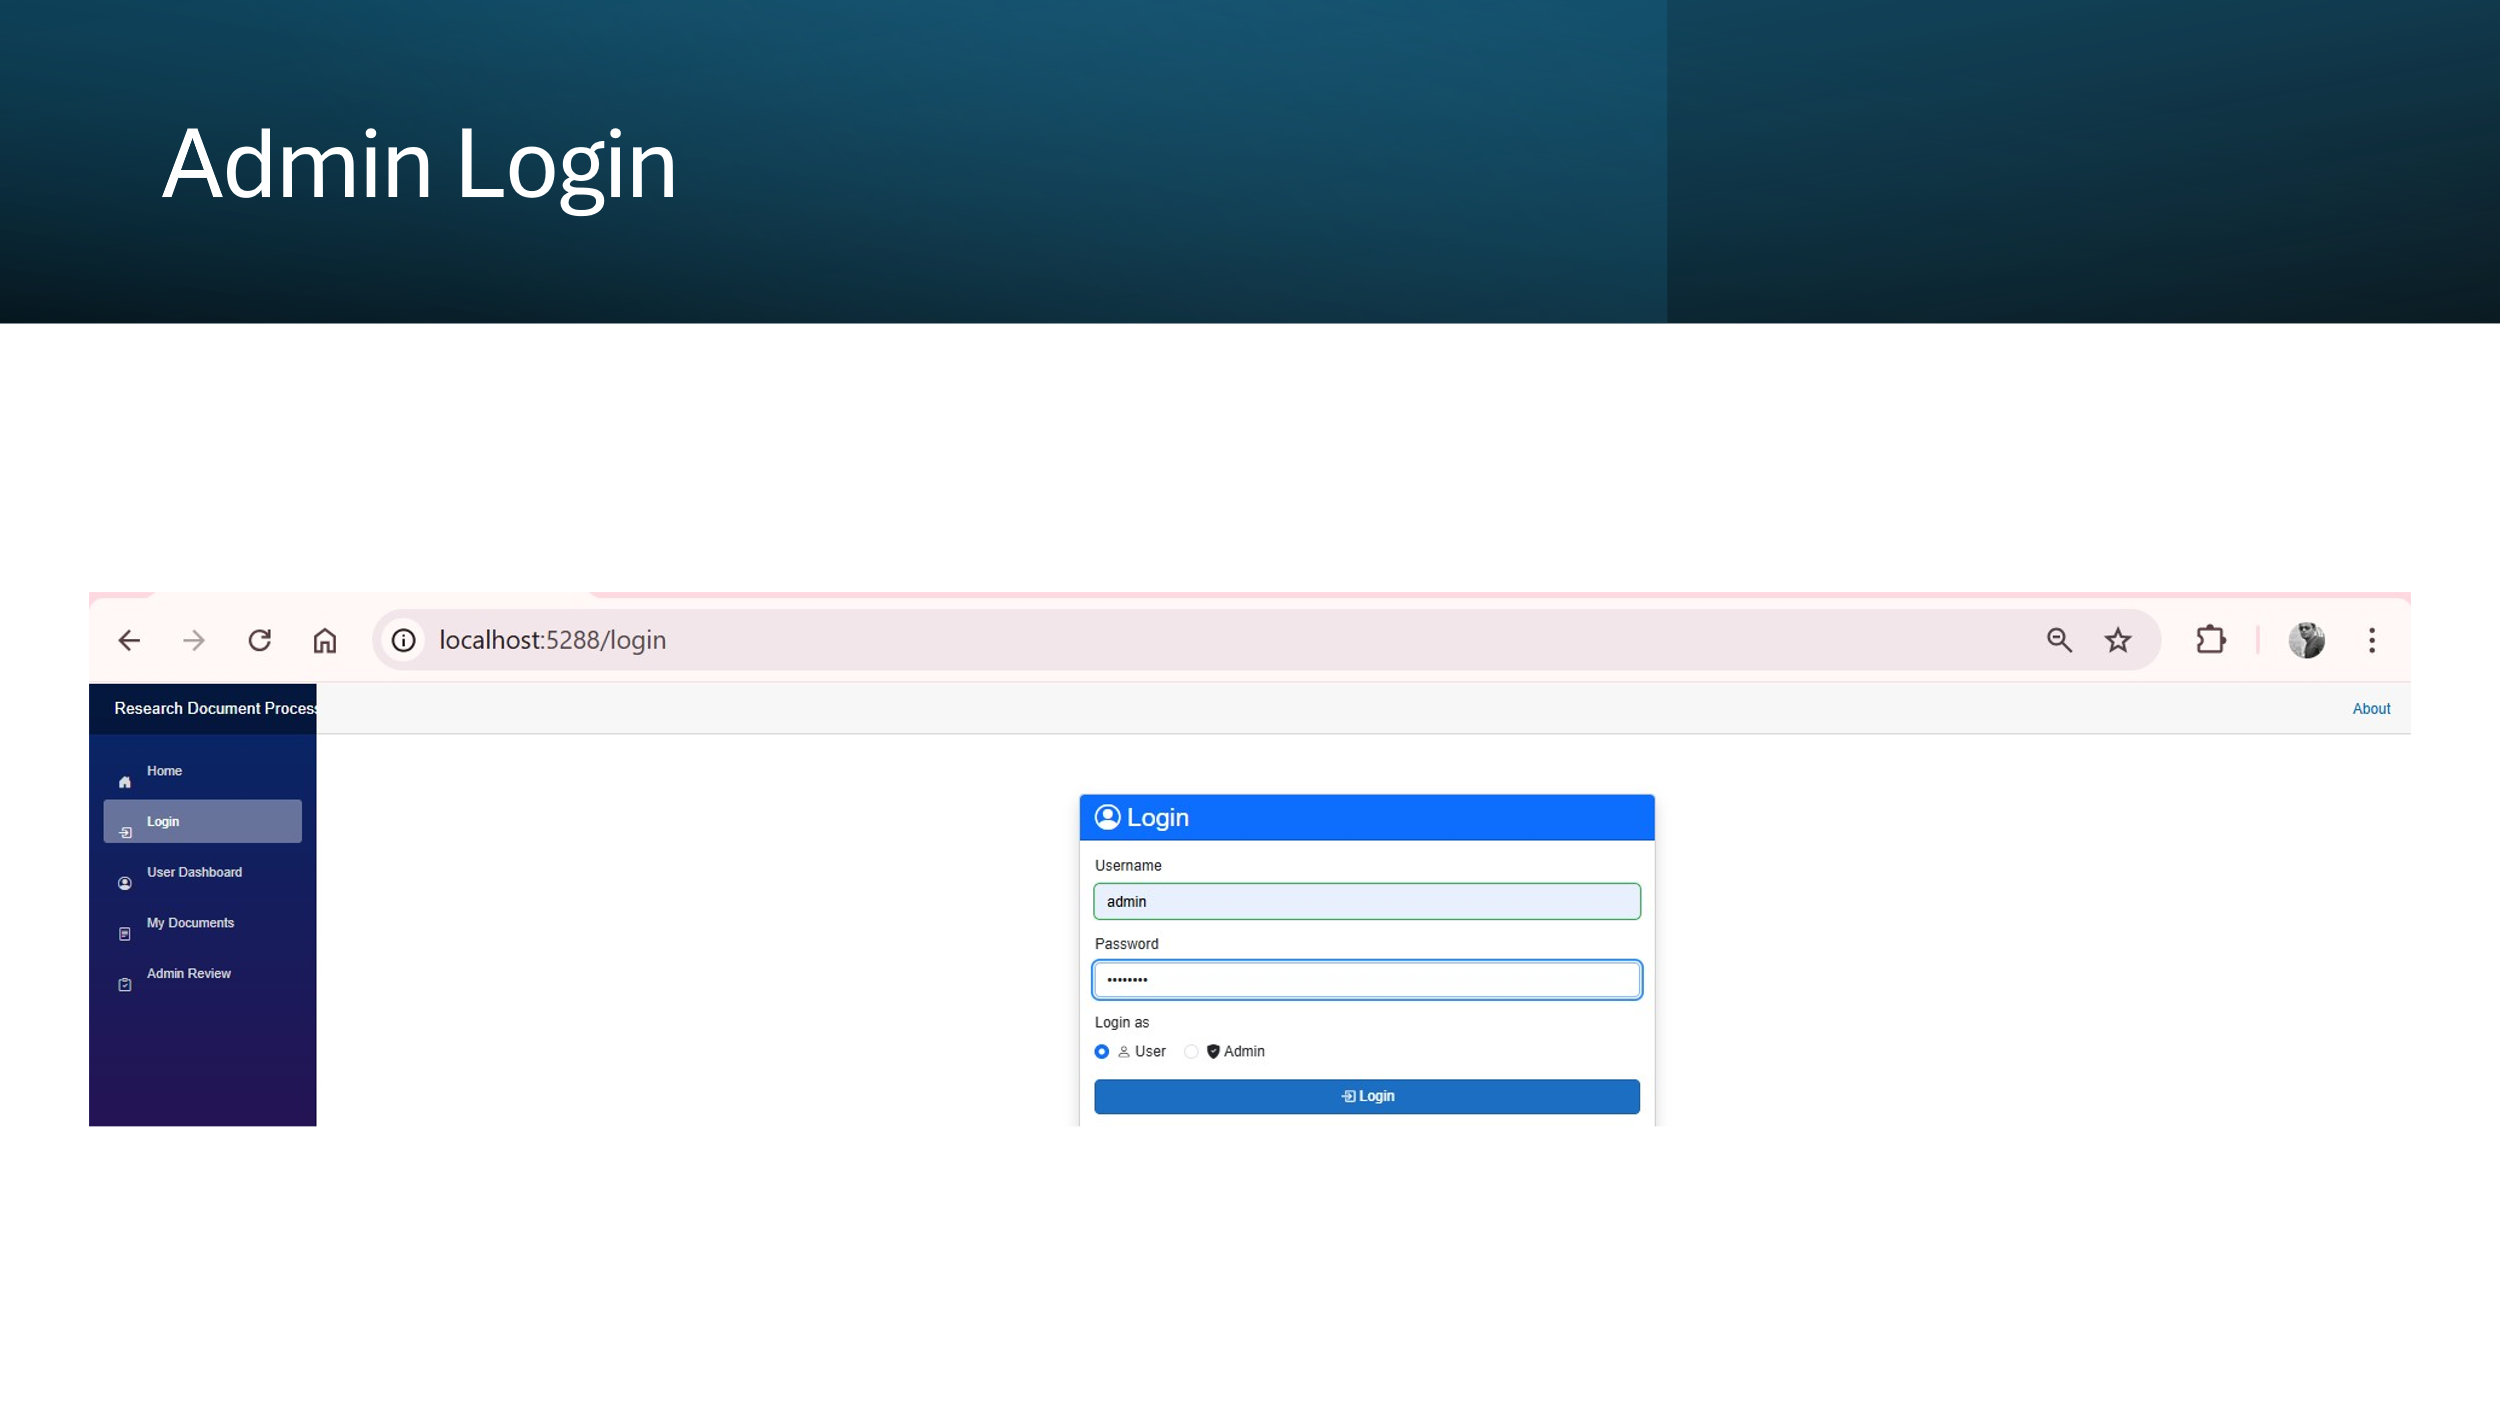 Admin Login
localhost:5288/login
Research Document Process
About
Home
Login
User Dashboard
My Documents
Admin Review
Login
Username
admin
Password
••••••••
Login as
User Admin
Login